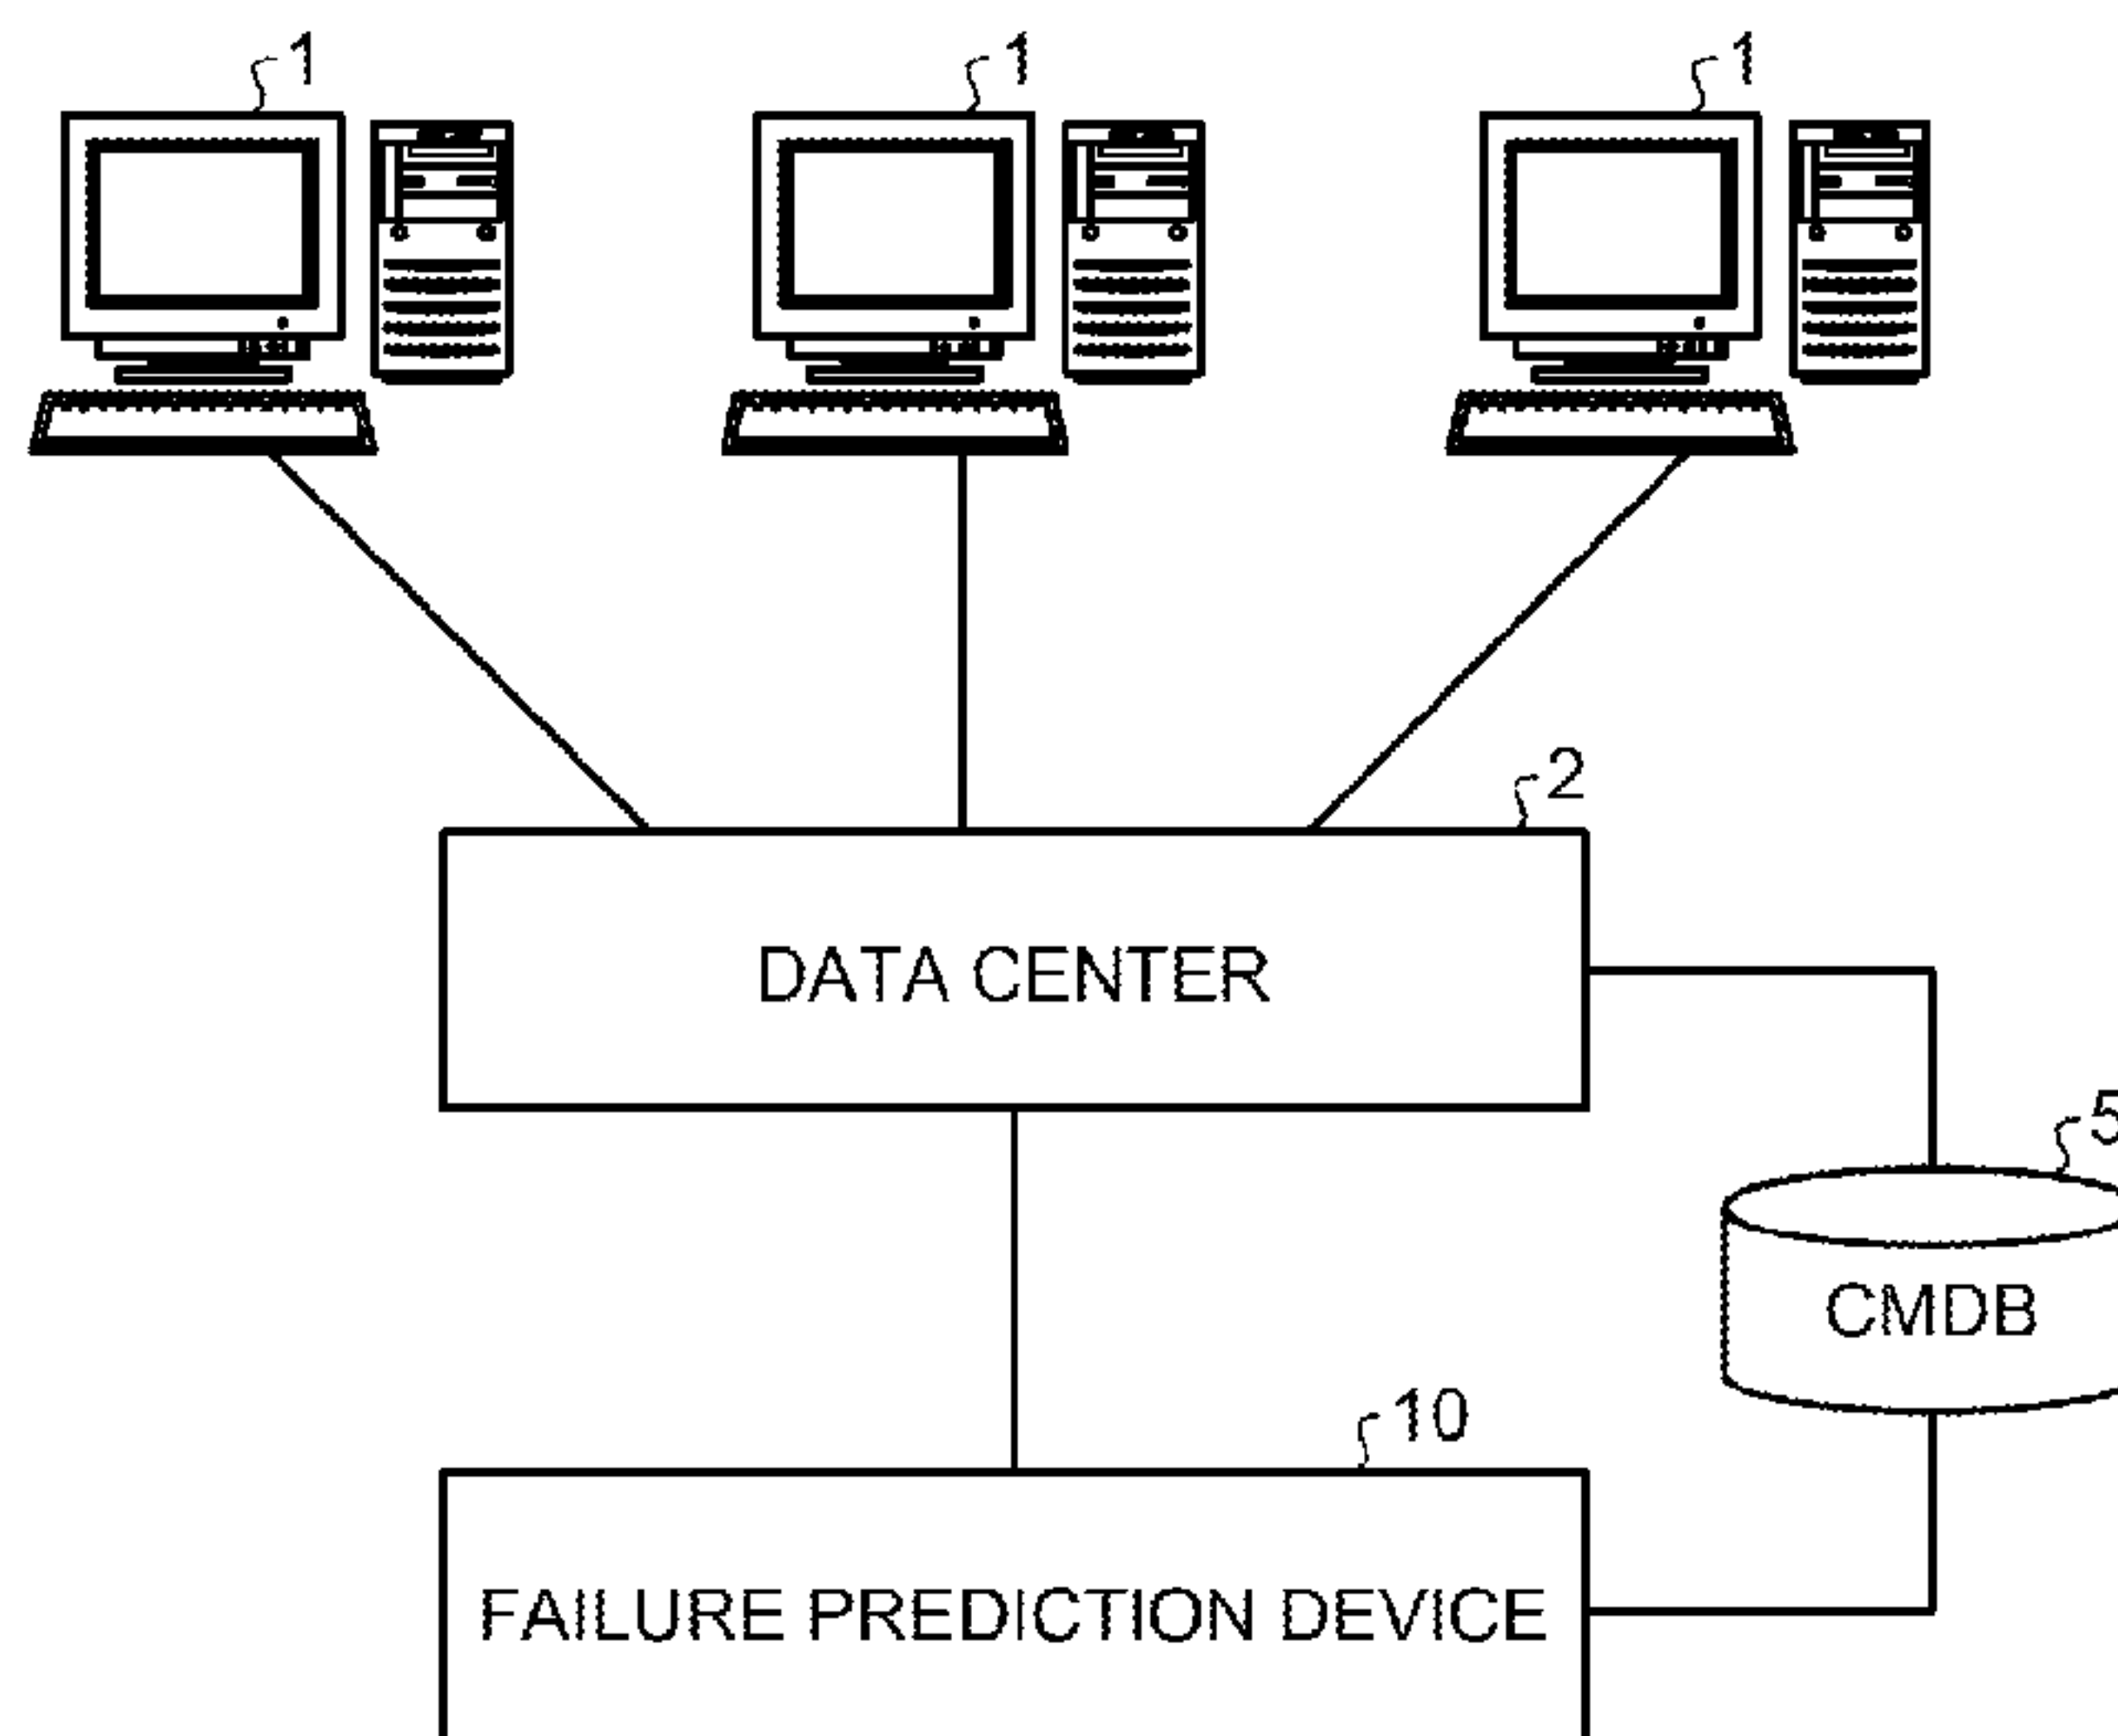 1 1 1
2
DATA CENTER
5
CMDB
10
FAILURE PREDICTION DEVICE